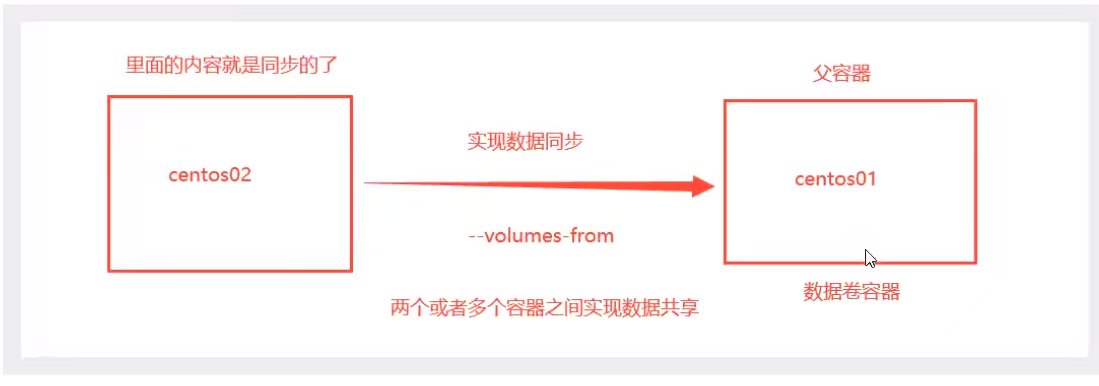 里面的内容就是同步的了
父容器
实现数据同步
centos02
centos01
--volumes-from
数据卷容器
两个或者多个容器之间实现数据共享